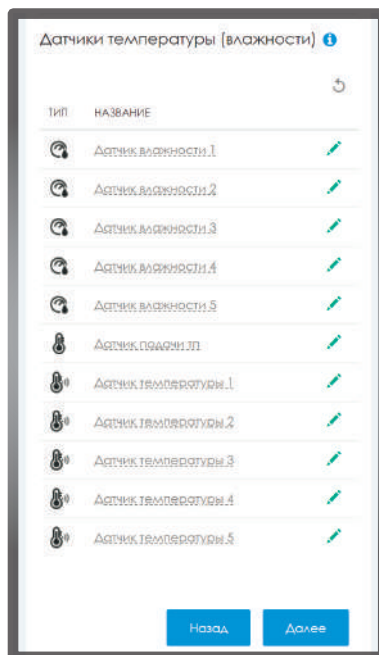 Датчики температуры (влажности)
ТИП НАЗВАНИЕ
Датчик влажности 1
Датчик влажности 2
Датчик влажности 3
Датчик влажности 4
Датчик влажности 5
Датчик подачи тп
Датчик температуры 1
Датчик температуры 2
Датчик температуры 3
Датчик температуры 4
Датчик температуры 5
Назад Далее